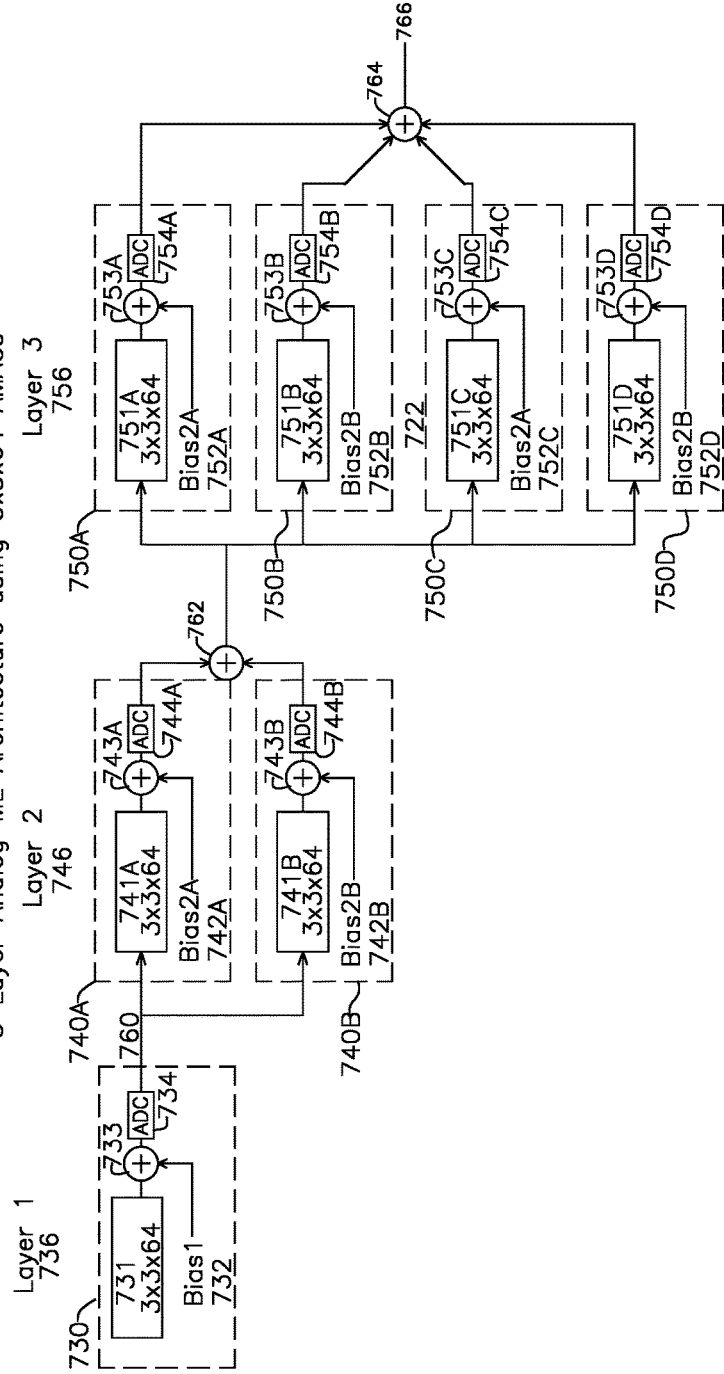 Layer Analog ML Architecture using
Layer 1
736
730
731
3x3x64
733
ADC
734
Bias1
732
760
Layer 2
746
740A
741A
3x3x64
743A
ADC
744A
Bias2A
742A
740B
741B
3x3x64
743B
ADC
744B
Bias2B
742B
762
Layer 3
756
750A
751A
3x3x64
753A
ADC
754A
Bias2A
752A
750B
751B
3x3x64
753B
ADC
754B
Bias2B
752B
722
750C
751C
3x3x64
753C
ADC
754C
Bias2A
752C
750D
751D
3x3x64
753D
ADC
754D
Bias2B
752D
764
766